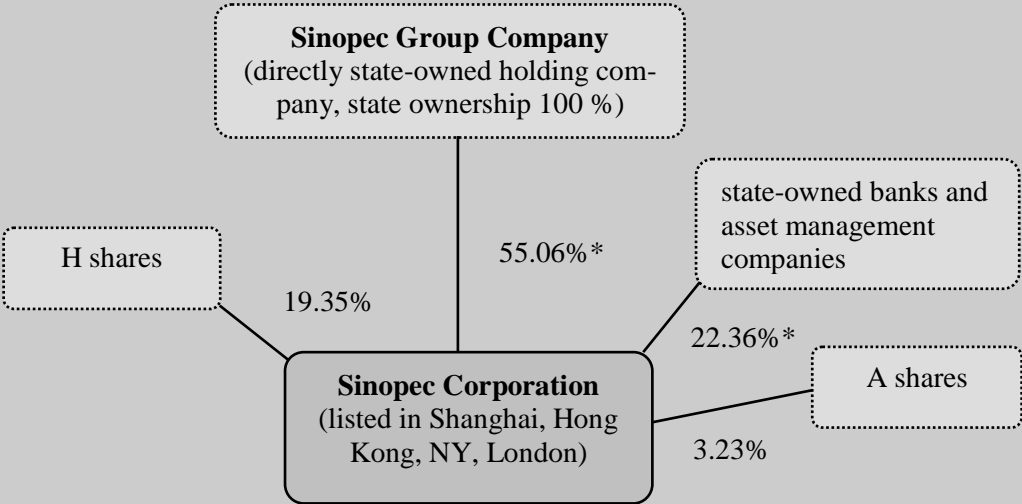 Sinopec Group Company
(directly state-owned holding com-
pany, state ownership 100 %)
state-owned banks and
asset management
companies
H shares
55.06%*
19.35%
22.36%*
Sinopec Corporation
(listed in Shanghai, Hong
Kong, NY, London)
A shares
3.23%